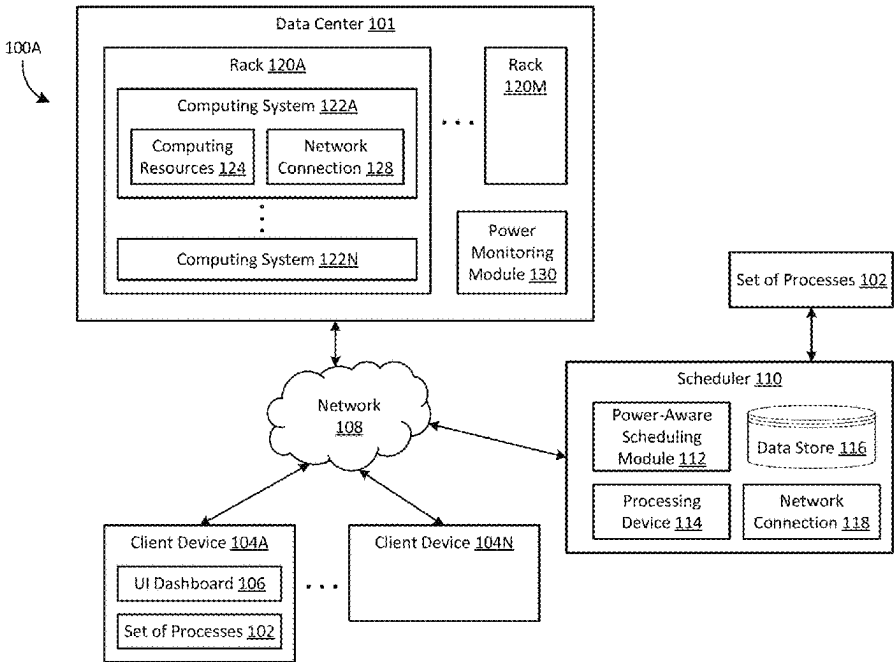 100A
Data Center 101
Rack 120A
Computing System 122A
Computing
Resources 124
Network
Connection 128
Computing System 122N
Rack
120M
Power
Monitoring
Module 130
Set of Processes 102
Network
108
Scheduler 110
Power-Aware
Scheduling
Module 112
Data Store 116
Processing
Device 114
Network
Connection 118
Client Device 104A
UI Dashboard 106
Set of Processes 102
Client Device 104N